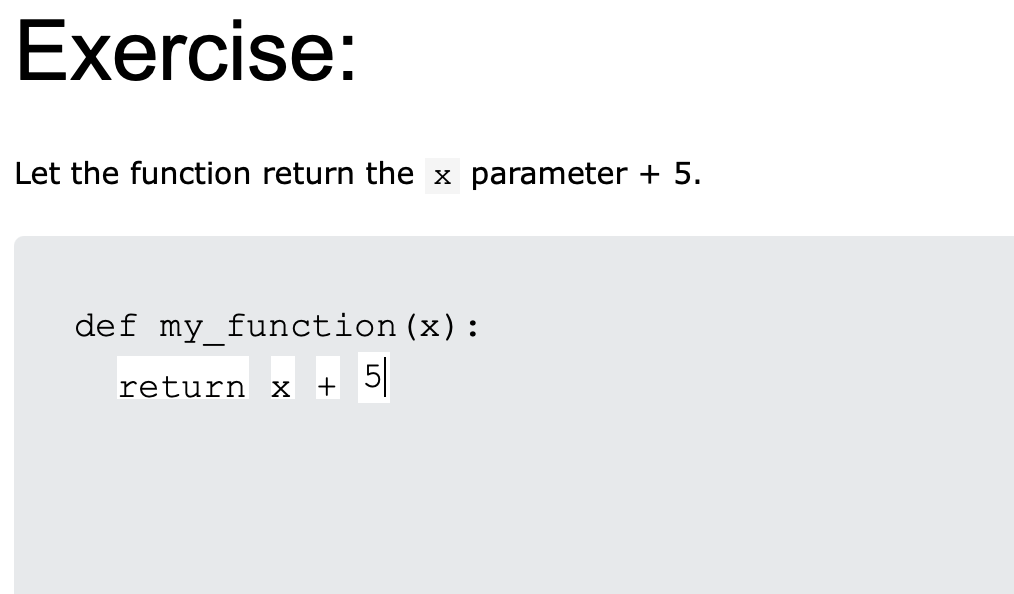 Exercise:
Let the function return the x parameter + 5.
def my_function(x):
return x + 5